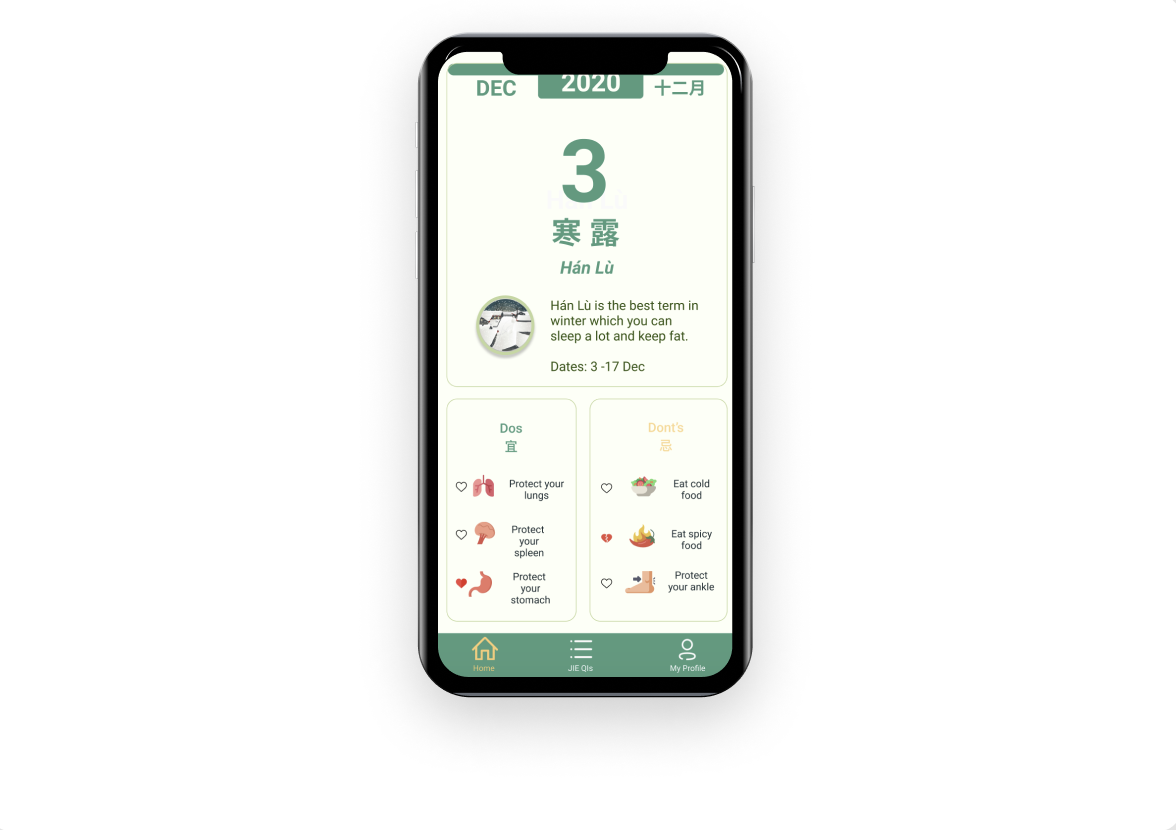 DEC
2020
十二月
3
寒露
Hán Lù
Hán Lù is the best term in
winter which you can
sleep a lot and keep fat.
Dates: 3 -17 Dec
Dos
宜
Protect your
lungs
Protect
your
spleen
Protect
your
stomach
Dont's
忌
Eat cold
food
Eat spicy
food
Protect
your ankle
Home
JIE QIs
My Profile